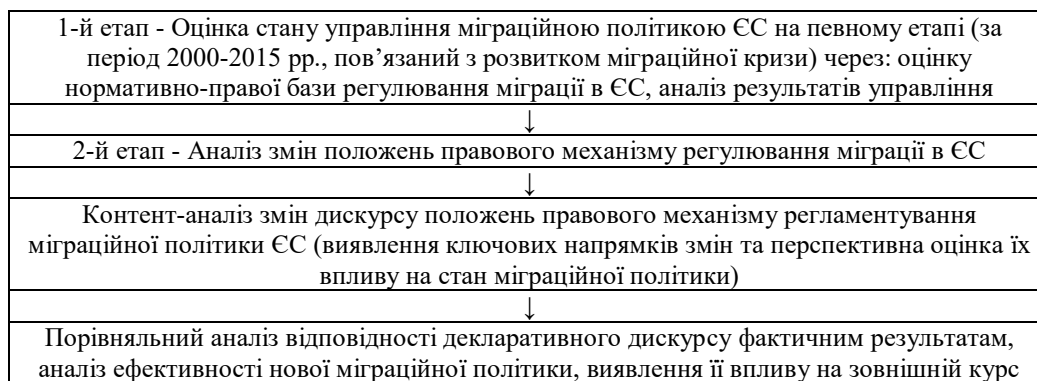 1-й етап - Оцінка стану управління міграційною політикою ЄС на певному етапі (за
період 2000-2015 рр., пов’язаний з розвитком міграційної кризи) через: оцінку
нормативно-правої бази регулювання міграції в ЄС, аналіз результатів управління
↓
2-й етап - Аналіз змін положень правового механізму регулювання міграції в ЄС
↓
Контент-аналіз змін дискурсу положень правового механізму регламентування
міграційної політики ЄС (виявлення ключових напрямків змін та перспективна оцінка їх
впливу на стан міграційної політики)
↓
Порівняльний аналіз відповідності декларативного дискурсу фактичним результатам,
аналіз ефективності нової міграційної політики, виявлення її впливу на зовнішній курс